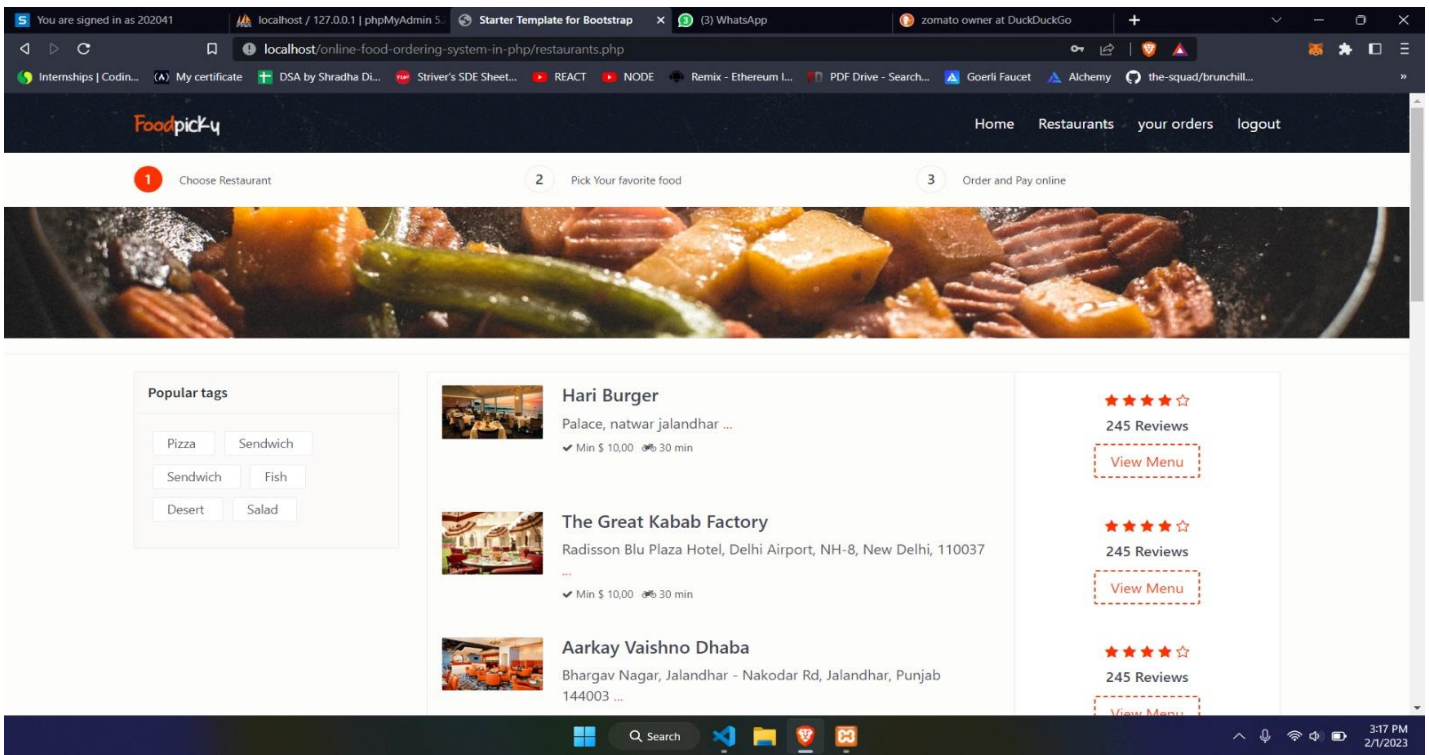 You are signed in as 202041
localhost / 127.0.0.1 | phpMyAdmin 5.
Starter Template for Bootstrap
(3) WhatsApp
zomato owner at DuckDuckGo
localhost/online-food-ordering-system-in-php/restaurants.php
Internships | Codin...
My certificate
DSA by Shradha Di...
Striver's SDE Sheet...
REACT
NODE
Remix - Ethereum I...
PDF Drive - Search...
Goerli Faucet
Alchemy
the-squad/brunchill...
Foodpicky
Home Restaurants your orders logout
1 Choose Restaurant
2 Pick Your favorite food
3 Order and Pay online
Popular tags
Pizza Sendwich
Sendwich Fish
Desert Salad
Hari Burger
Palace, natwar jalandhar ...
Min $ 10,00 30 min
245 Reviews
View Menu
The Great Kabab Factory
Radisson Blu Plaza Hotel, Delhi Airport, NH-8, New Delhi, 110037
...
Min $ 10,00 30 min
245 Reviews
View Menu
Aarkay Vaishno Dhaba
Bhargav Nagar, Jalandhar - Nakodar Rd, Jalandhar, Punjab
144003 ...
245 Reviews
View Menu
Search
3:17 PM
2/1/2023